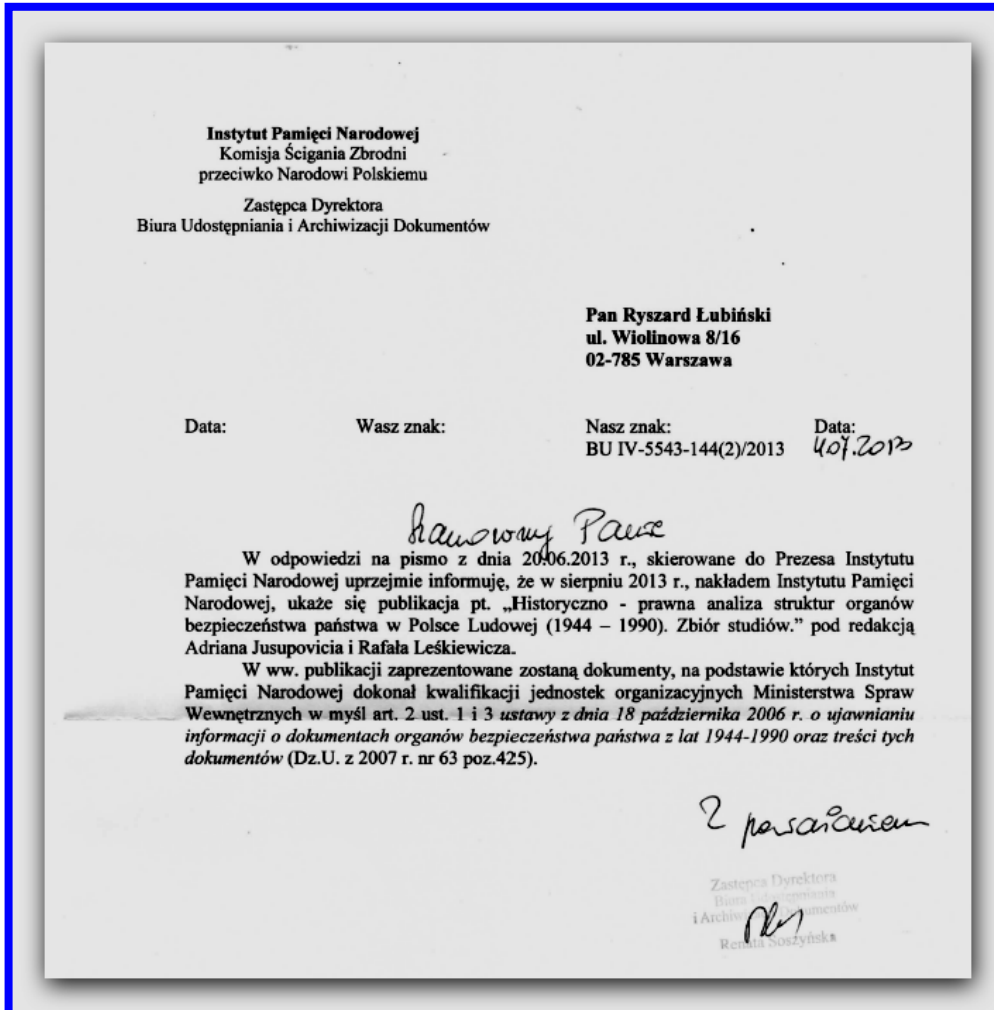 Instytut Pamięci Narodowej
Komisja Ścigania Zbrodni
przeciwko Narodowi Polskiemu
Zastępca Dyrektora
Biura Udostępniania i Archiwizacji Dokumentów
Pan Ryszard Łubiński
ul. Wiolinowa 8/16
02-785 Warszawa
Data: Wasz znak: Nasz znak: Data:
BU IV-5543-144(2)/2013 4.07.2013
Szanowny Panie
W odpowiedzi na pismo z dnia 20.06.2013 r., skierowane do Prezesa Instytutu
Pamięci Narodowej uprzejmie informuję, że w sierpniu 2013 r., nakładem Instytutu Pamięci
Narodowej, ukaże się publikacja pt. „Historyczno - prawna analiza struktur organów
bezpieczeństwa państwa w Polsce Ludowej (1944 – 1990). Zbiór studiów.” pod redakcją
Adriana Jusupovicia i Rafała Leśkiewicza.
W ww. publikacji zaprezentowane zostaną dokumenty, na podstawie których Instytut
Pamięci Narodowej dokonał kwalifikacji jednostek organizacyjnych Ministerstwa Spraw
Wewnętrznych w myśl art. 2 ust. 1 i 3 ustawy z dnia 18 października 2006 r. o ujawnianiu
informacji o dokumentach organów bezpieczeństwa państwa z lat 1944-1990 oraz treści tych
dokumentów (Dz.U. z 2007 r. nr 63 poz.425).
Z poważaniem
Zastępca Dyrektora
Biura Udostępniania
i Archiwizacji Dokumentów
Renata Soszyńska